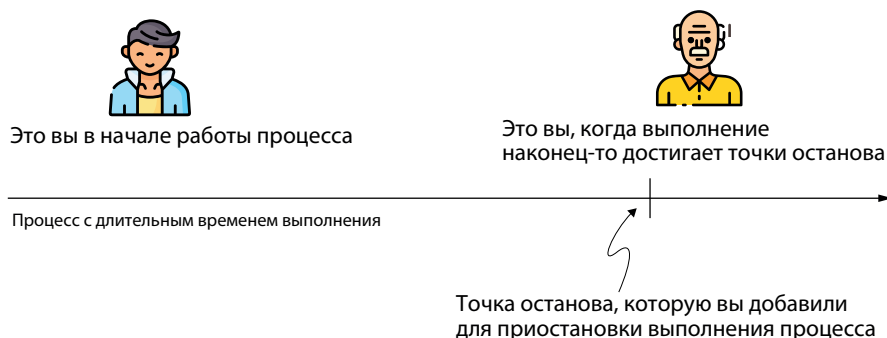 Это вы в начале работы процесса
Это вы, когда выполнение
наконец-то достигает точки останова
Процесс с длительным временем выполнения
Точка останова, которую вы добавили
для приостановки выполнения процесса